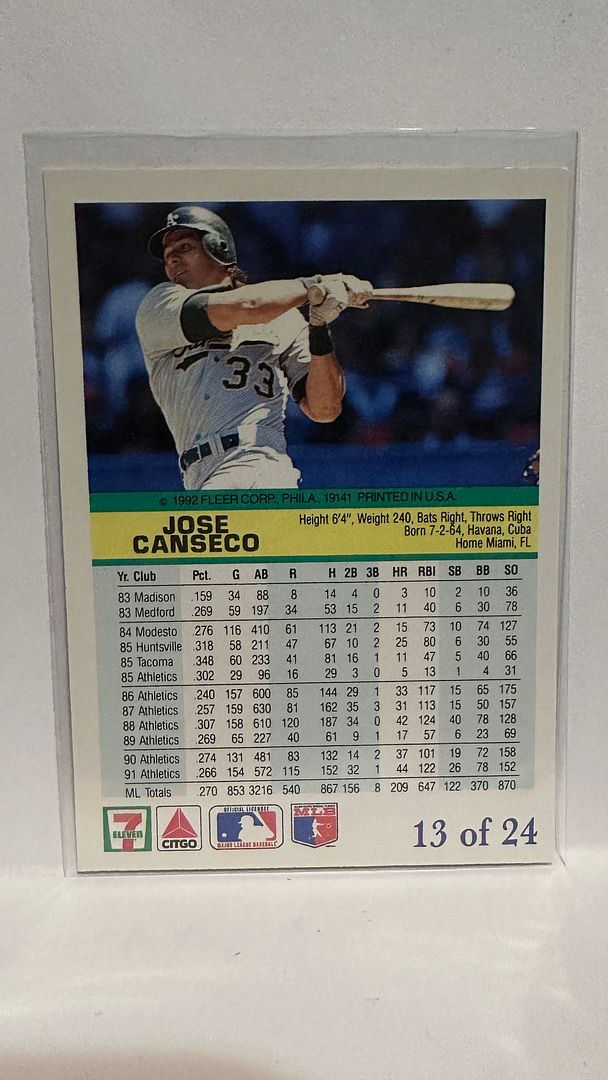 A's
33
© 1992 FLEER CORP., PHILA., 19141 PRINTED IN U.S.A.
JOSE
CANSECO
Height 6'4", Weight 240, Bats Right, Throws Right
Born 7-2-64, Havana, Cuba
Home Miami, FL
Yr. Club Pct. G AB R H 2B 3B HR RBI SB BB SO
83 Madison .159 34 88 8 14 4 0 3 10 2 10 36
83 Medford .269 59 197 34 53 15 2 11 40 6 30 78
84 Modesto .276 116 410 61 113 21 2 15 73 10 74 127
85 Huntsville .318 58 211 47 67 10 2 25 80 6 30 55
85 Tacoma .348 60 233 41 81 16 1 11 47 5 40 66
85 Athletics .302 29 96 16 29 3 0 5 13 1 4 31
86 Athletics .240 157 600 85 144 29 1 33 117 15 65 175
87 Athletics .257 159 630 81 162 35 3 31 113 15 50 157
88 Athletics .307 158 610 120 187 34 0 42 124 40 78 128
89 Athletics .269 65 227 40 61 9 1 17 57 6 23 69
90 Athletics .274 131 481 83 132 14 2 37 101 19 72 158
91 Athletics .266 154 572 115 152 32 1 44 122 26 78 152
ML Totals .270 853 3216 540 867 156 8 209 647 122 370 870
7 ELEVEN
CITGO
OFFICIAL LICENSEE
MAJOR LEAGUE BASEBALL
MLB
13 of 24